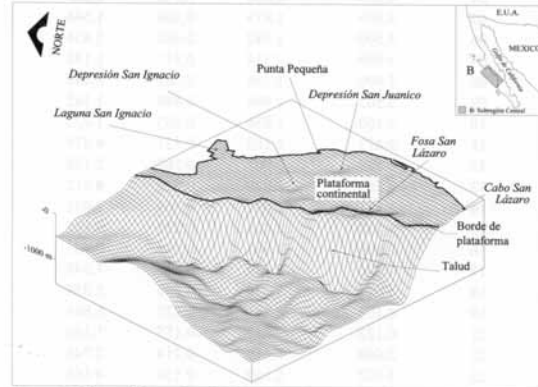 NORTE
E.U.A.
MEXICO
Golfo de California
B
B: Subregión Central
Depresión San Ignacio
Punta Pequeña
Depresión San Juanico
Laguna San Ignacio
Fosa San
Lázaro
Plataforma
continental
Cabo San
Lázaro
Borde de
plataforma
Talud
-0
-1000 m.